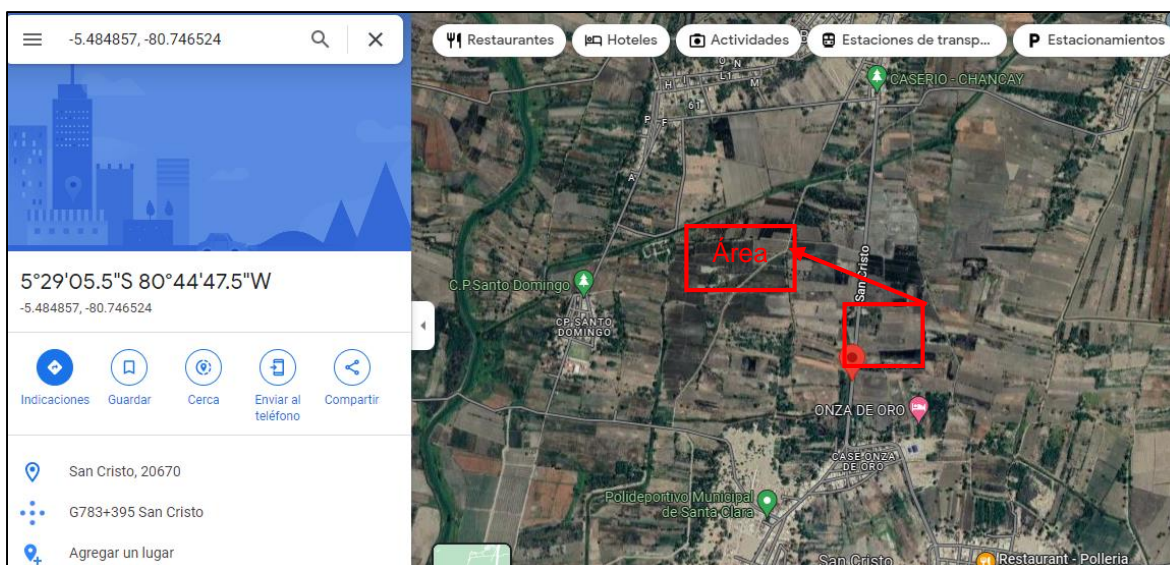 -5.484857, -80.746524
5°29'05.5"S 80°44'47.5"W
-5.484857, -80.746524
Indicaciones
Guardar
Cerca
Enviar al
teléfono
Compartir
San Cristo, 20670
G783+395 San Cristo
Agregar un lugar
Restaurantes
Hoteles
Actividades
Estaciones de transp...
Estacionamientos
O N
H I L1 M
61
P F
A
CASERIO - CHANCAY
Área
San Cristo
C.P.Santo Domingo
CP. SANTO
DOMINGO
ONZA DE ORO
CASE ONZA
DE ORO
Polideportivo Municipal
de Santa Clara
San Cristo
Restaurant - Polleria